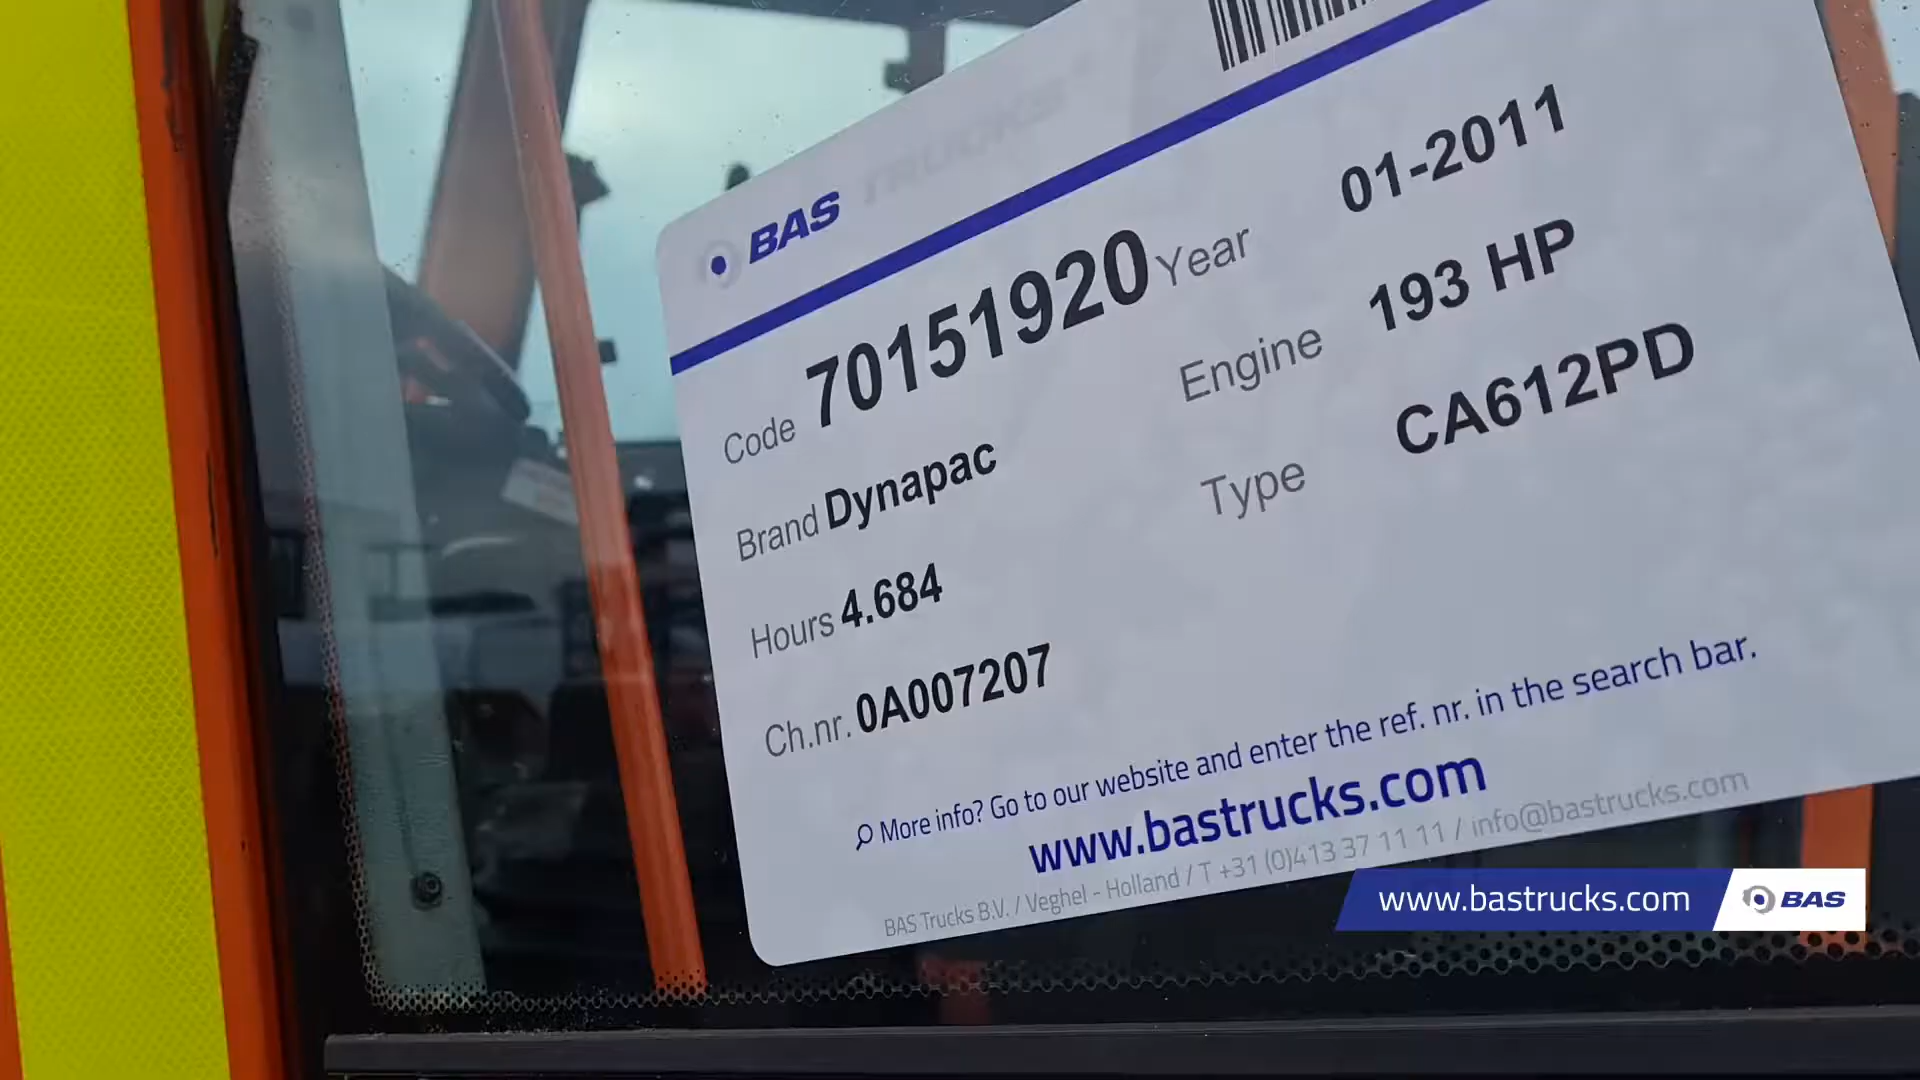 BAS TRUCKS
Code 70151920 Year 01-2011
Brand Dynapac Engine 193 HP
Hours 4.684 Type CA612PD
Ch.nr. 0A007207
More info? Go to our website and enter the ref. nr. in the search bar.
www.bastrucks.com
BAS Trucks B.V. / Veghel - Holland / T +31 (0)413 37 11 11 / info@bastrucks.com
www.bastrucks.com BAS